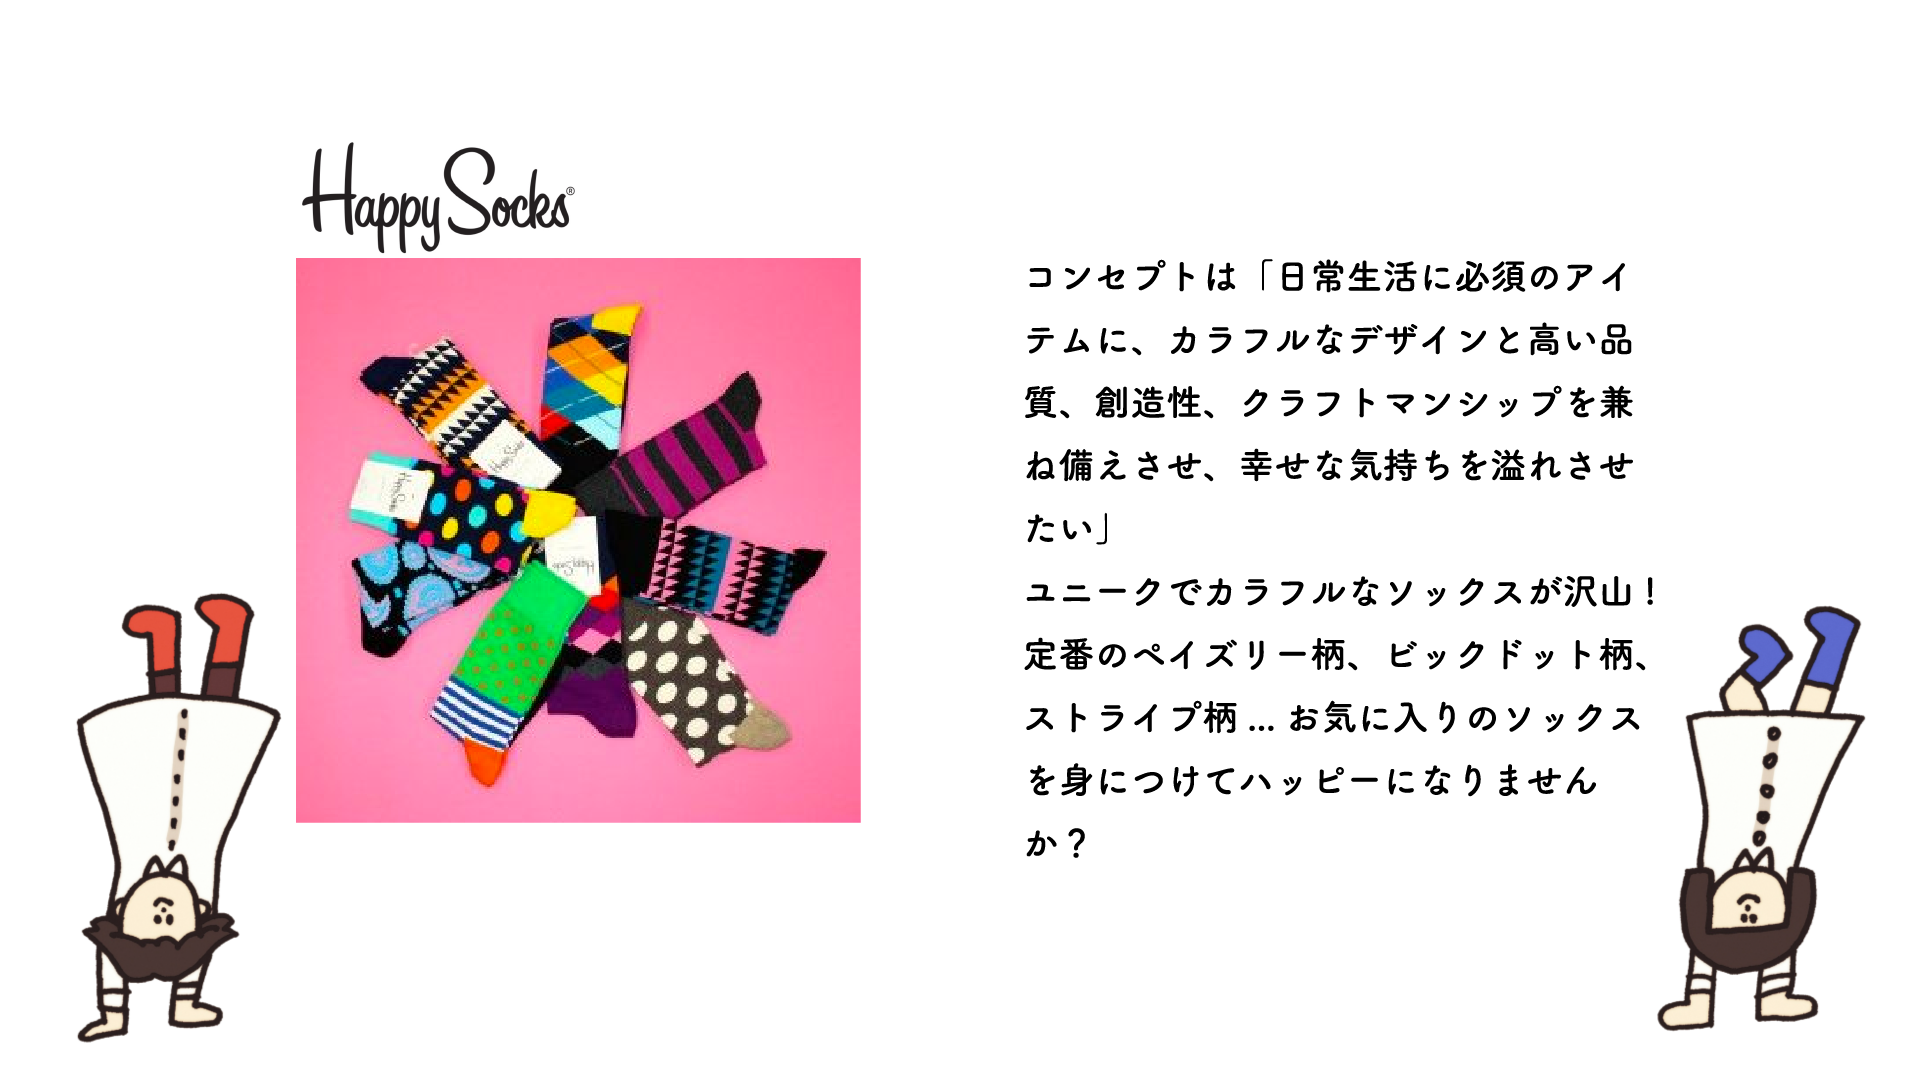 Happy Socks®
コンセプトは「日常生活に必須のアイ
テムに、カラフルなデザインと高い品
質、創造性、クラフトマンシップを兼
ね備えさせ、幸せな気持ちを溢れさせ
たい」
ユニークでカラフルなソックスが沢山！
定番のペイズリー柄、ビックドット柄、
ストライプ柄 ... お気に入りのソックス
を身につけてハッピーになりません
か？
Happy Socks
Happy Socks
Happy Socks